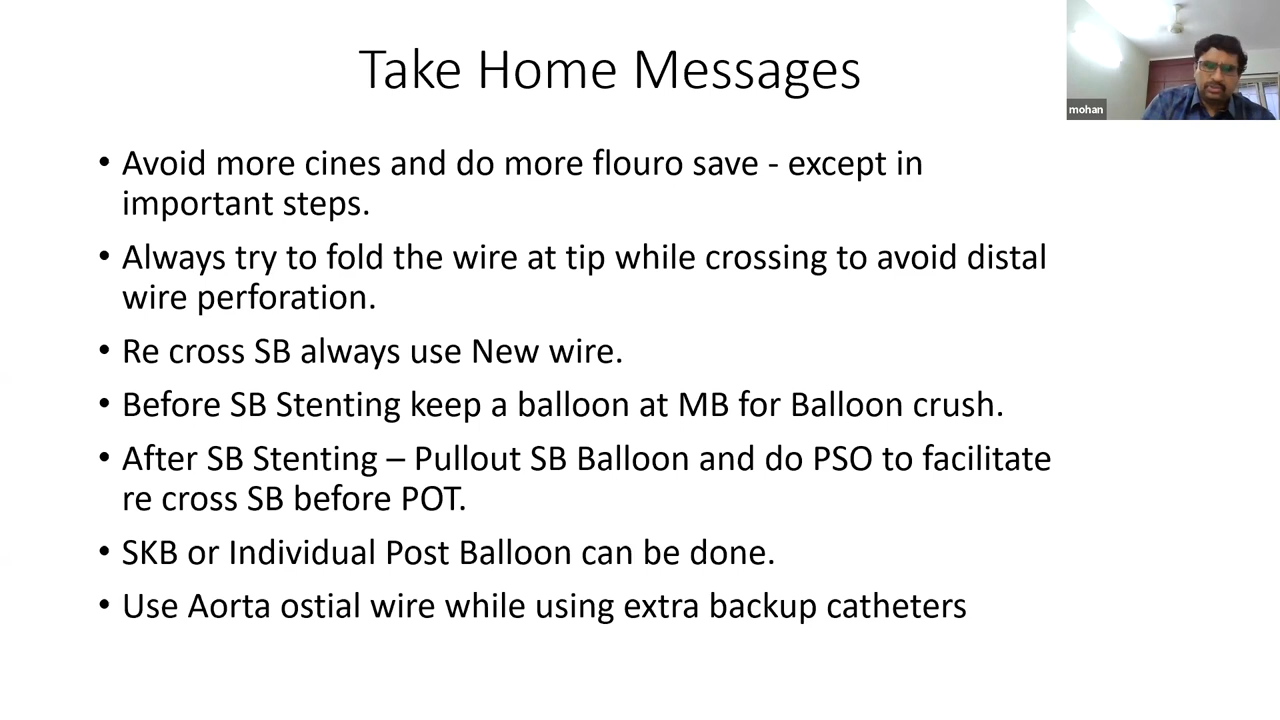 Take Home Messages
mohan
• Avoid more cines and do more flouro save - except in
important steps.
• Always try to fold the wire at tip while crossing to avoid distal
wire perforation.
• Re cross SB always use New wire.
• Before SB Stenting keep a balloon at MB for Balloon crush.
• After SB Stenting – Pullout SB Balloon and do PSO to facilitate
re cross SB before POT.
• SKB or Individual Post Balloon can be done.
• Use Aorta ostial wire while using extra backup catheters